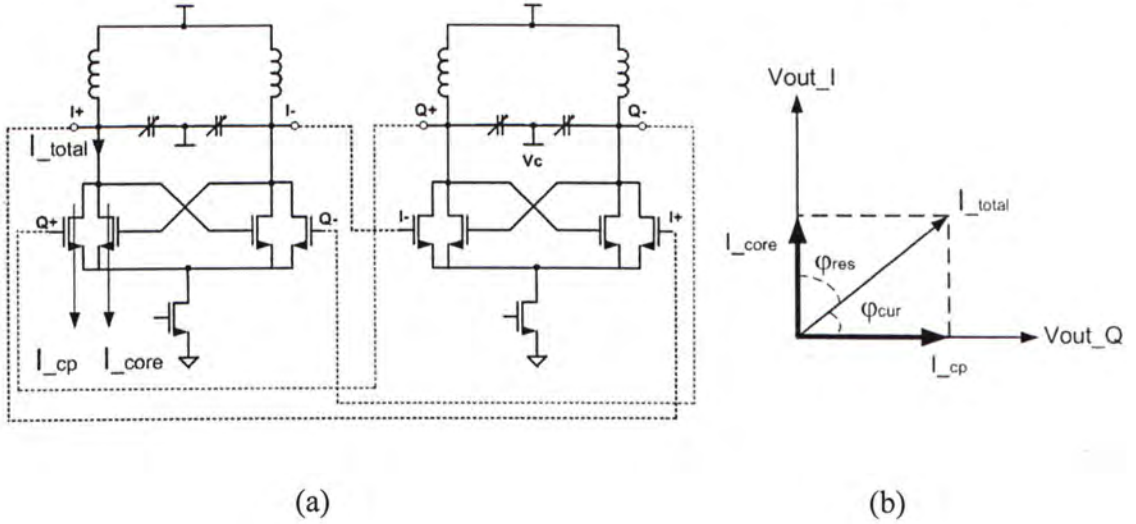 I+
I-
Q+
Q-
I_total
Vc
Q+
Q-
I-
I+
I_cp
I_core
Vout_I
I_total
I_core
φres
φcur
Vout_Q
I_cp
(a)
(b)